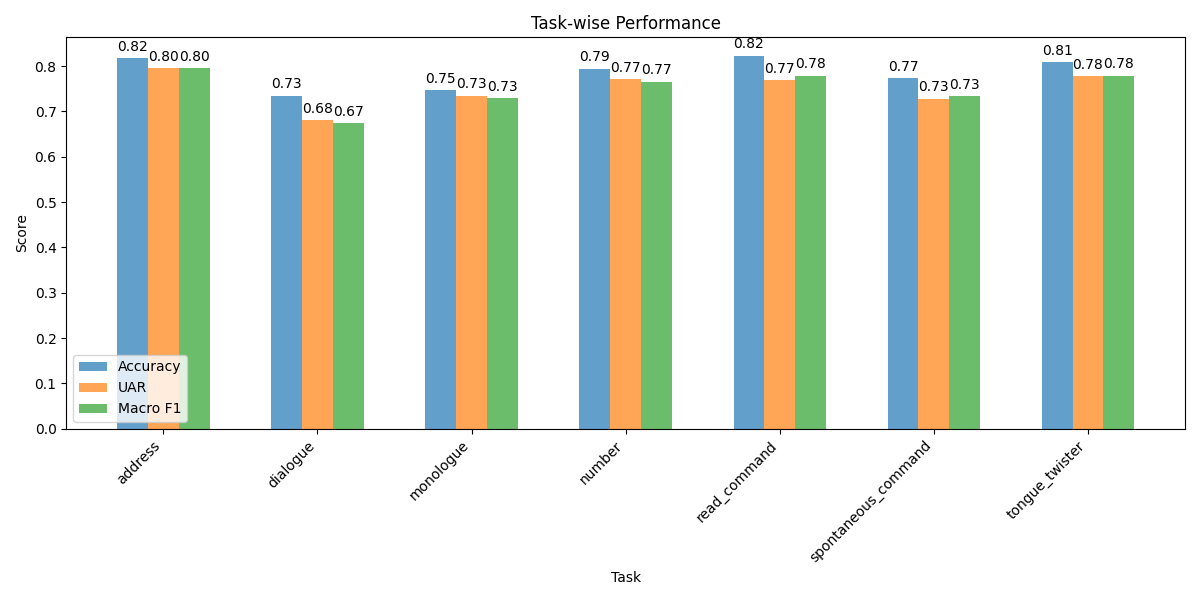 Task-wise Performance
0.82 0.80 0.80 0.73 0.68 0.67 0.75 0.73 0.73 0.79 0.77 0.77 0.82 0.77 0.78 0.77 0.73 0.73 0.81 0.78 0.78
0.8
0.7
0.6
0.5
0.4
0.3
0.2
0.1
0.0
Score
Accuracy
UAR
Macro F1
address
dialogue
monologue
number
read_command
spontaneous_command
tongue_twister
Task